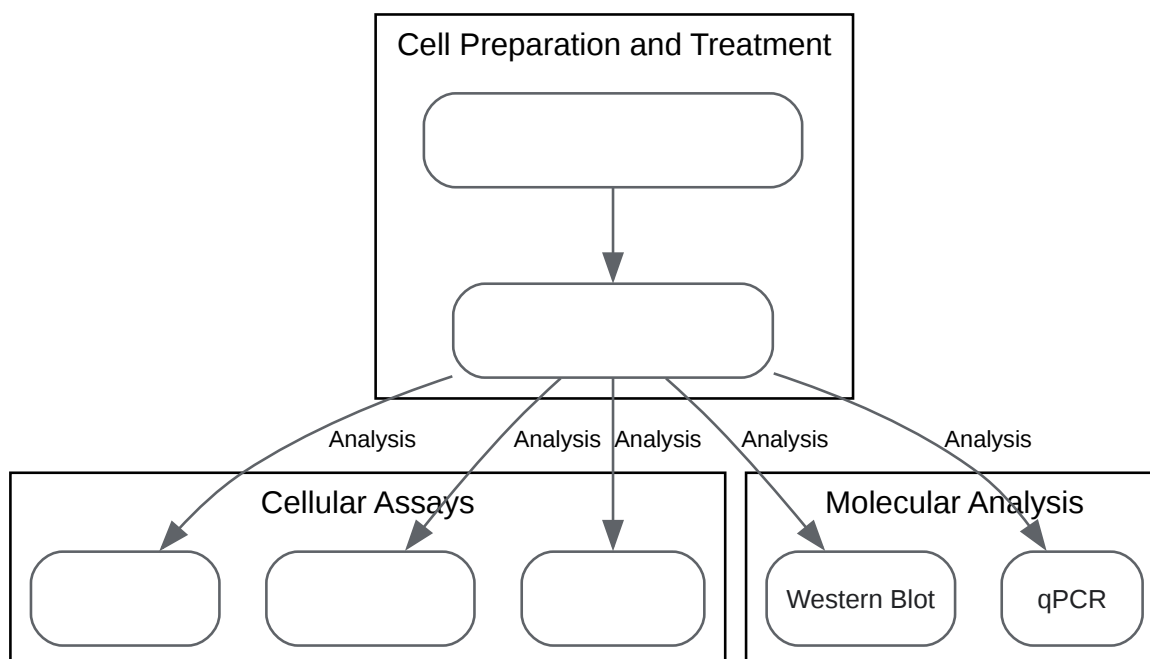 Cell Preparation and Treatment
Analysis
Analysis
Analysis
Analysis
Analysis
Cellular Assays
Molecular Analysis
Western Blot
qPCR